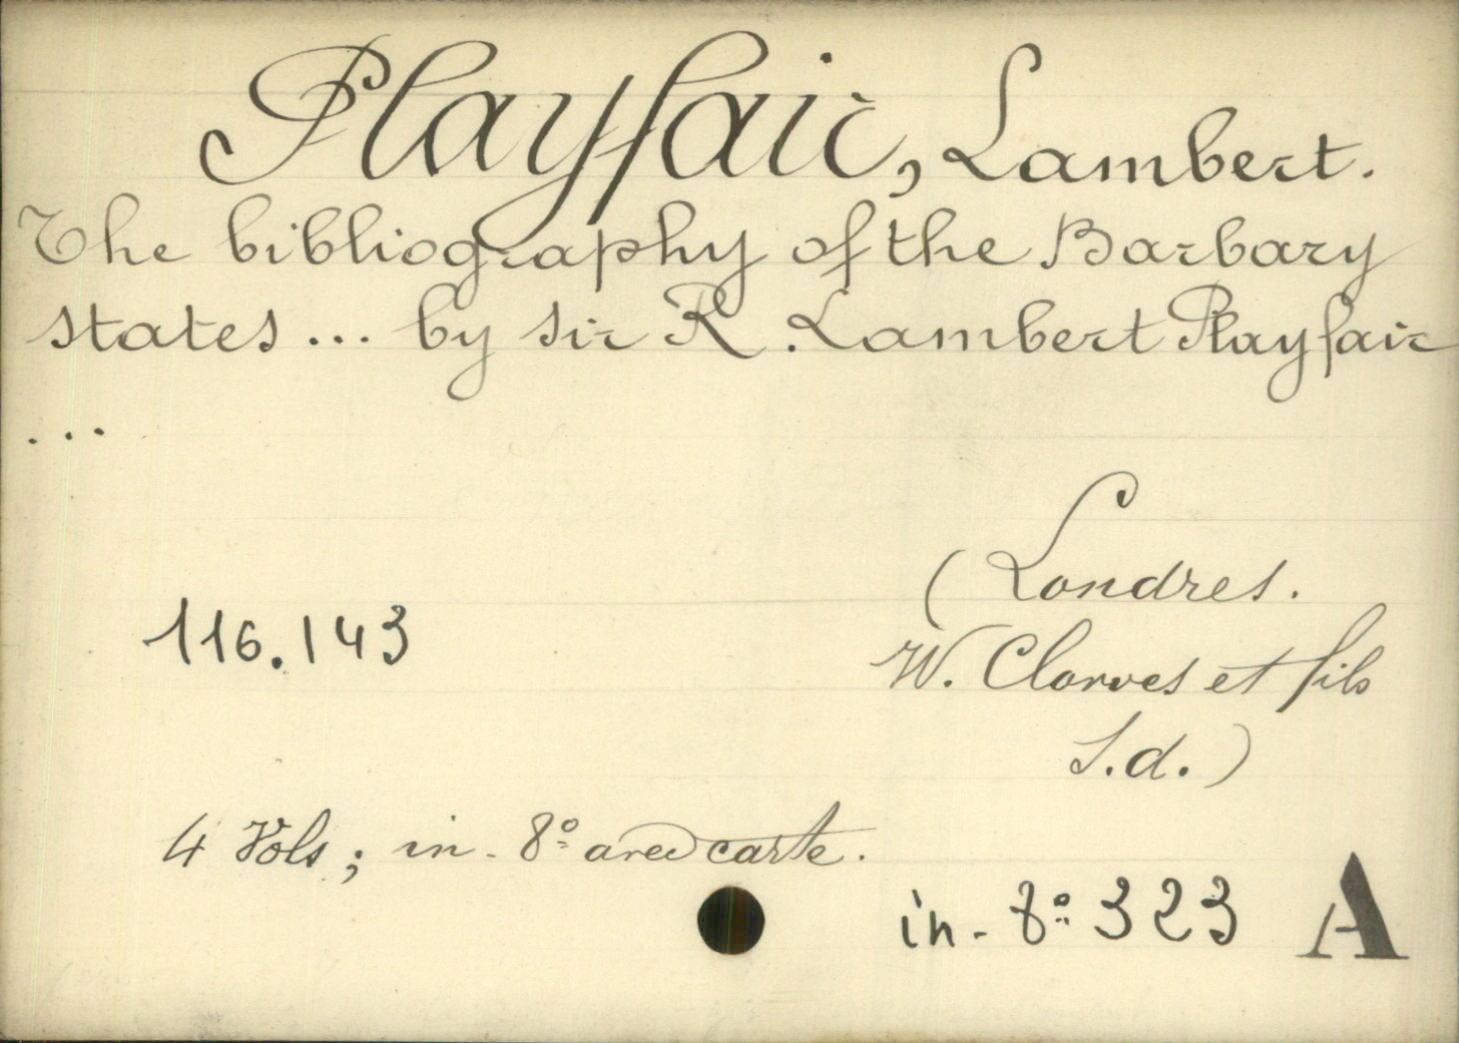 Playfair, Lambert.
The bibliography of the Barbary
states ... by sir R. Lambert Playfair
...
(Londres.
116.143
W. Clowes et fils
S.d.)
4 Vols ; in-8° avec carte.
in-8° 323 A